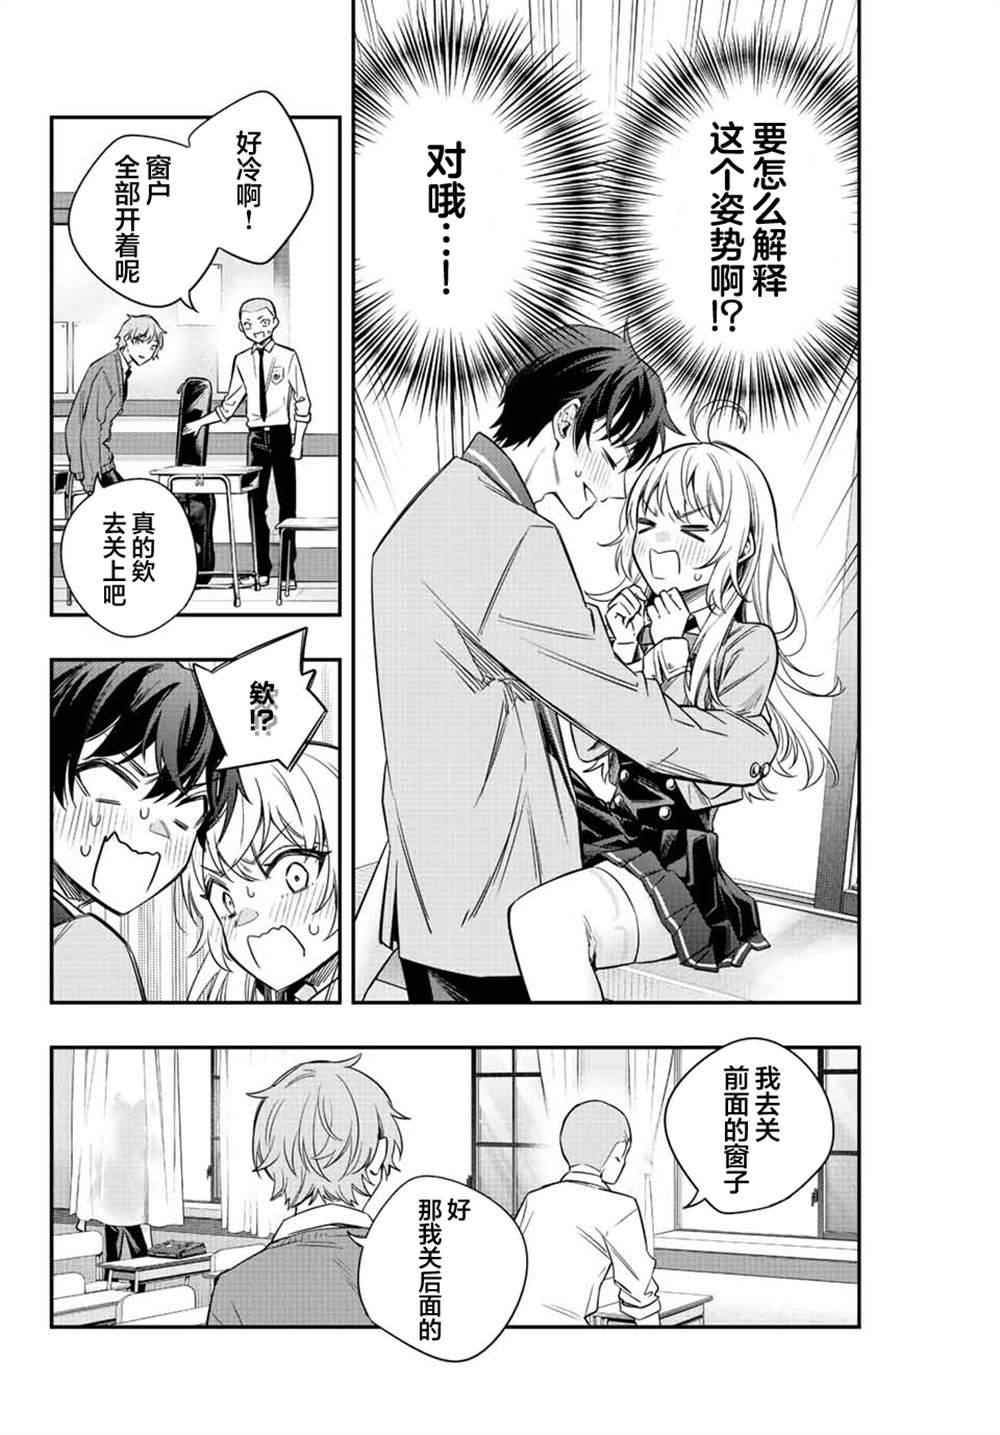 要怎么解释
这个姿势啊!?
对哦…!
好冷啊!
窗户
全部开着呢
真的欸
去关上吧
欸!?
我去关
前面的窗子
好
那我关后面的